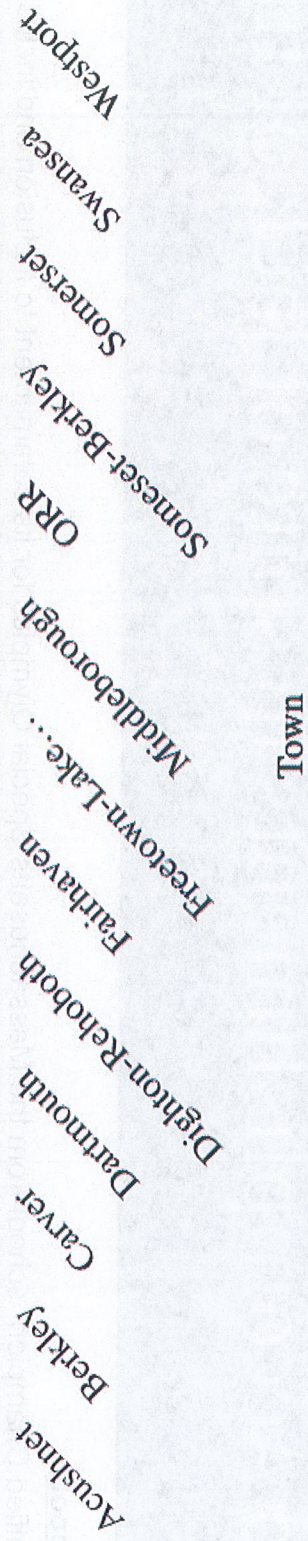 Westport
Swansea
Somerset
Someset-Berkley
ORR
Middleborough
Freetown-Lake…
Fairhaven
Dighton-Rehoboth
Dartmouth
Carver
Berkley
Acushnet
Town